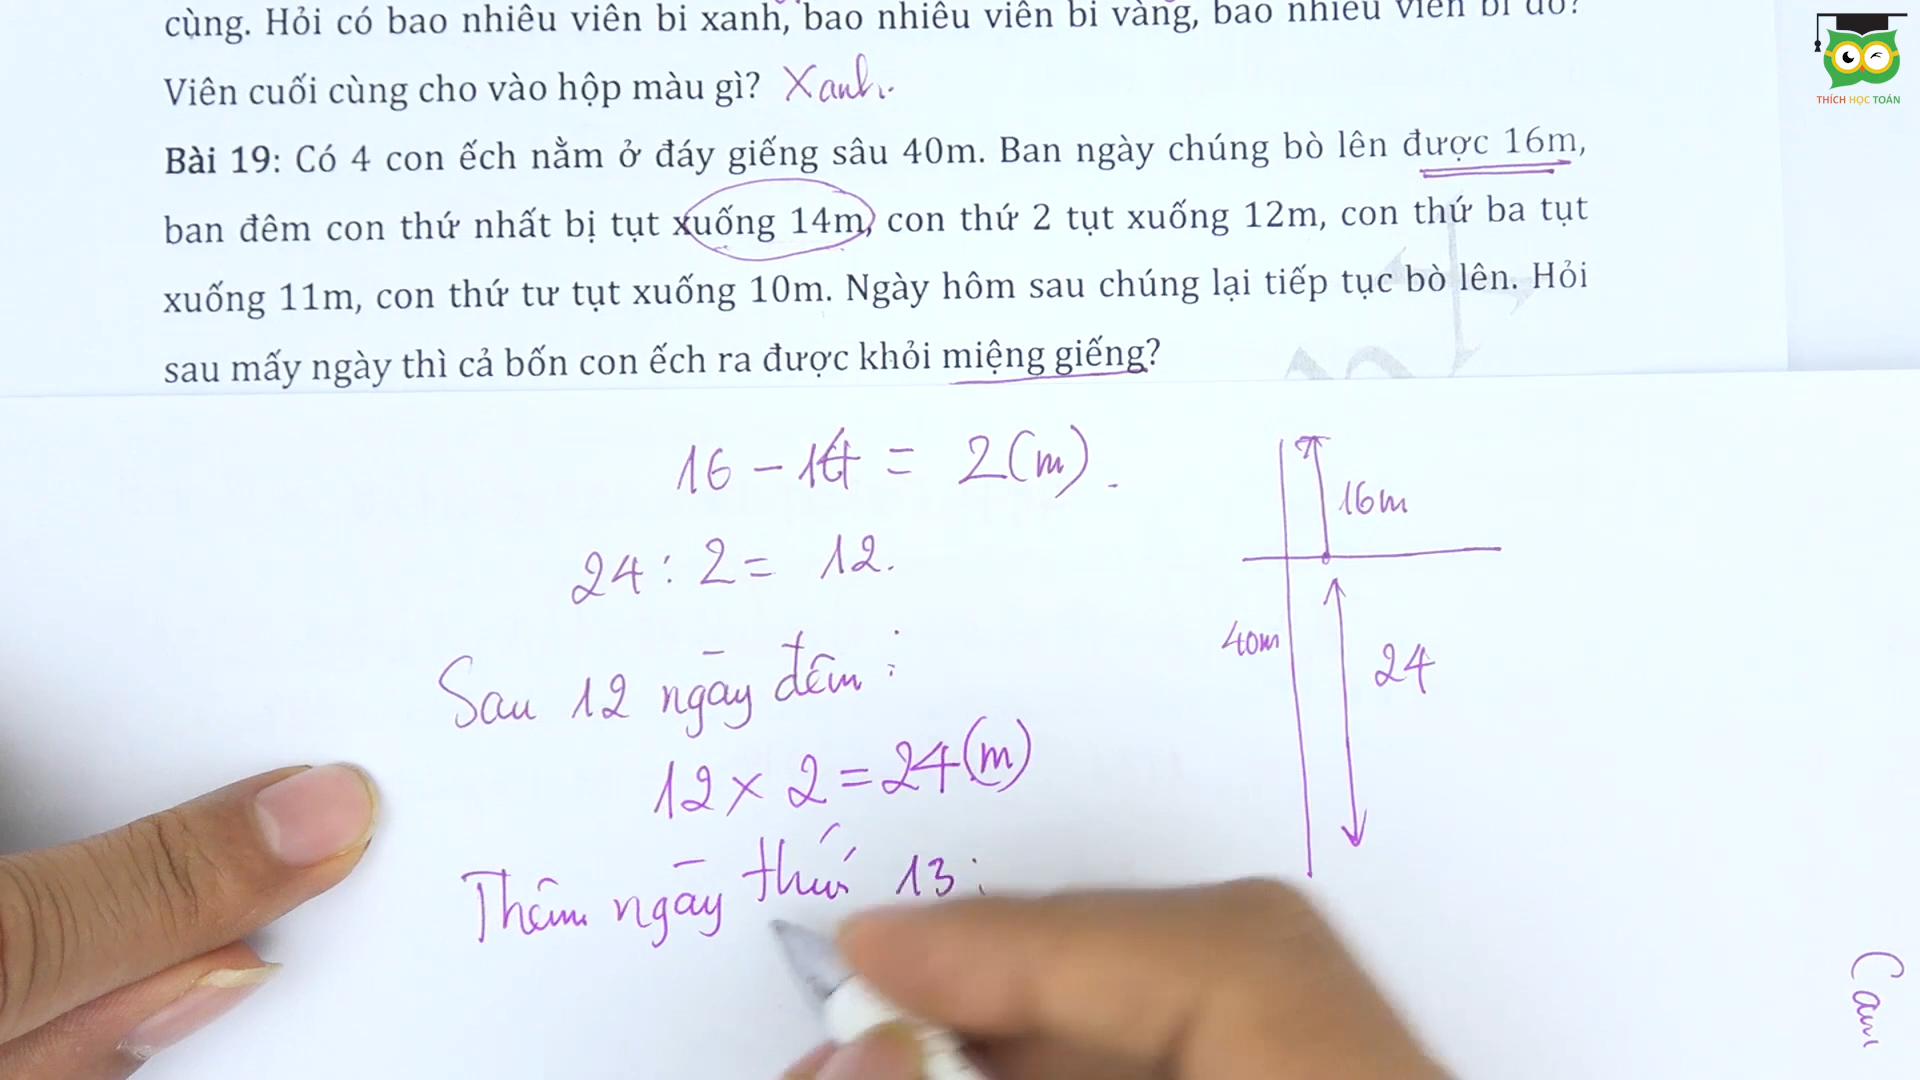 cùng. Hỏi có bao nhiêu viên bi xanh, bao nhiêu viên bi vàng, bao nhiêu viên bi đỏ?
Viên cuối cùng cho vào hộp màu gì? Xanh.
Bài 19: Có 4 con ếch nằm ở đáy giếng sâu 40m. Ban ngày chúng bò lên được 16m,
ban đêm con thứ nhất bị tụt xuống 14m, con thứ 2 tụt xuống 12m, con thứ ba tụt
xuống 11m, con thứ tư tụt xuống 10m. Ngày hôm sau chúng lại tiếp tục bò lên. Hỏi
sau mấy ngày thì cả bốn con ếch ra được khỏi miệng giếng?
16 - 14 = 2 (m).
24 : 2 = 12.
Sau 12 ngày đêm :
12 x 2 = 24 (m)
Thêm ngày thứ 13 :
16m
40m
24
THÍCH HỌC TOÁN